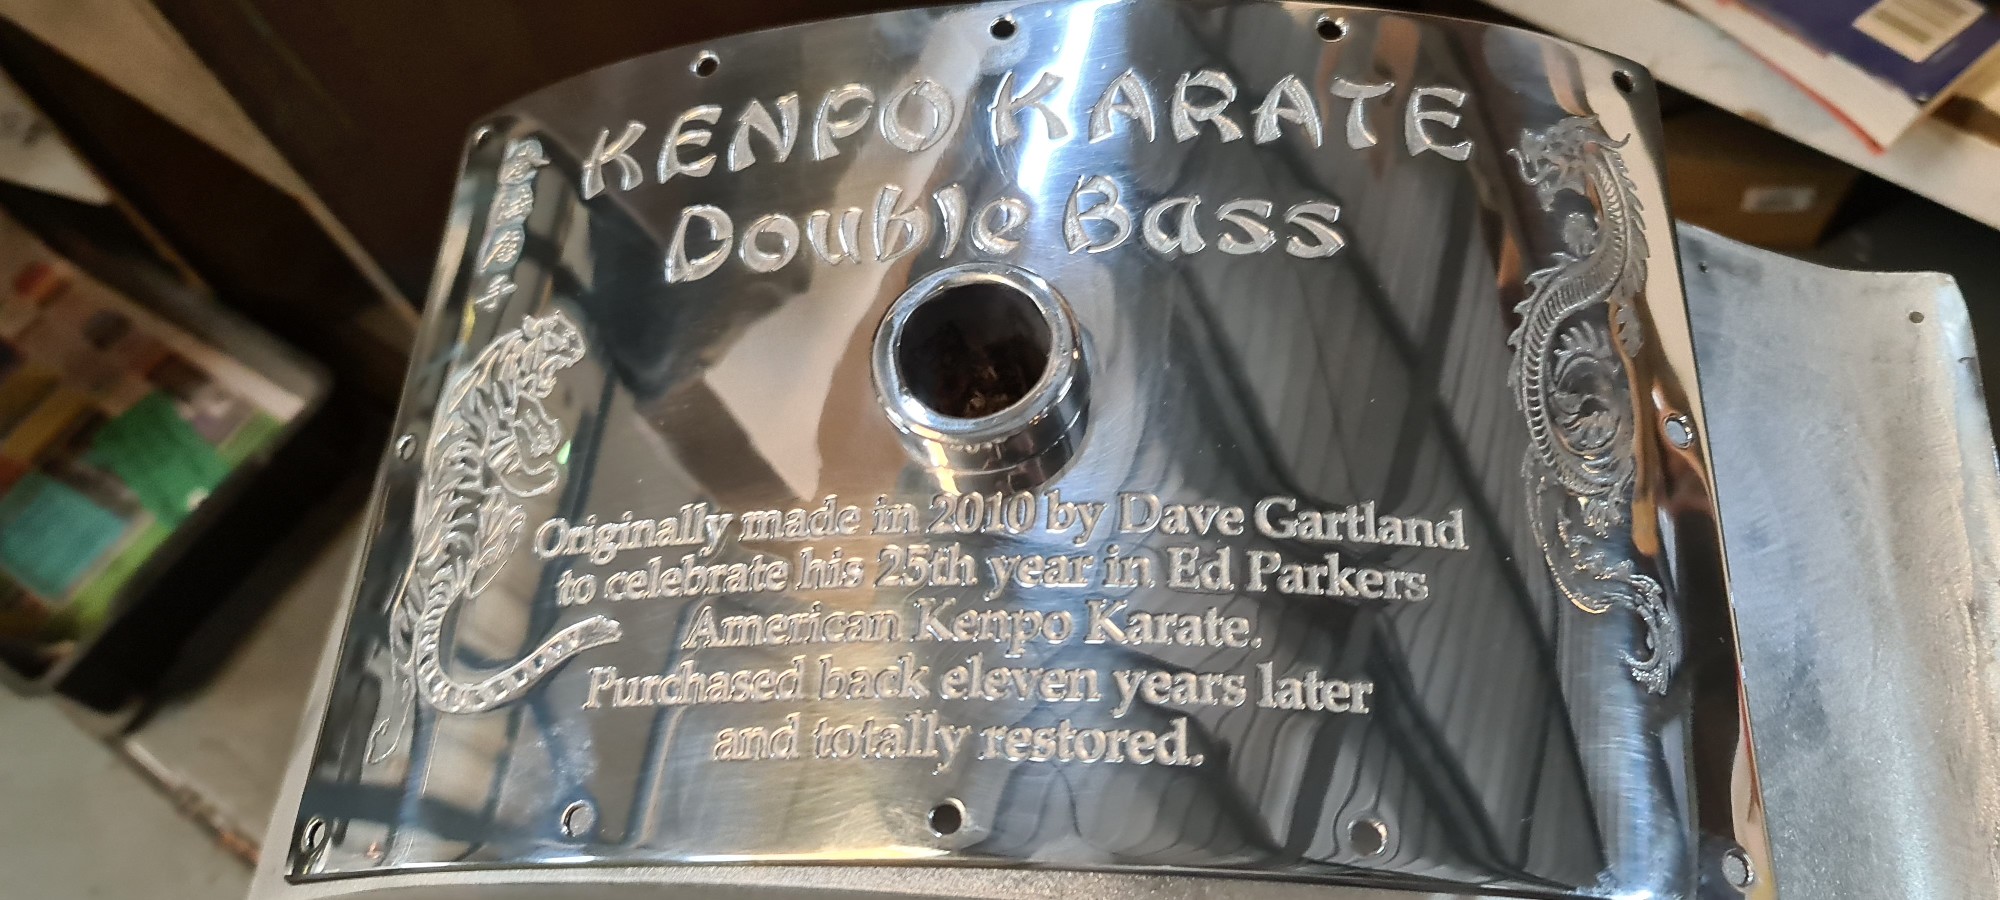 KENPO KARATE
Double Bass
Originally made in 2010 by Dave Gartland
to celebrate his 25th year in Ed Parkers
American Kenpo Karate.
Purchased back eleven years later
and totally restored.